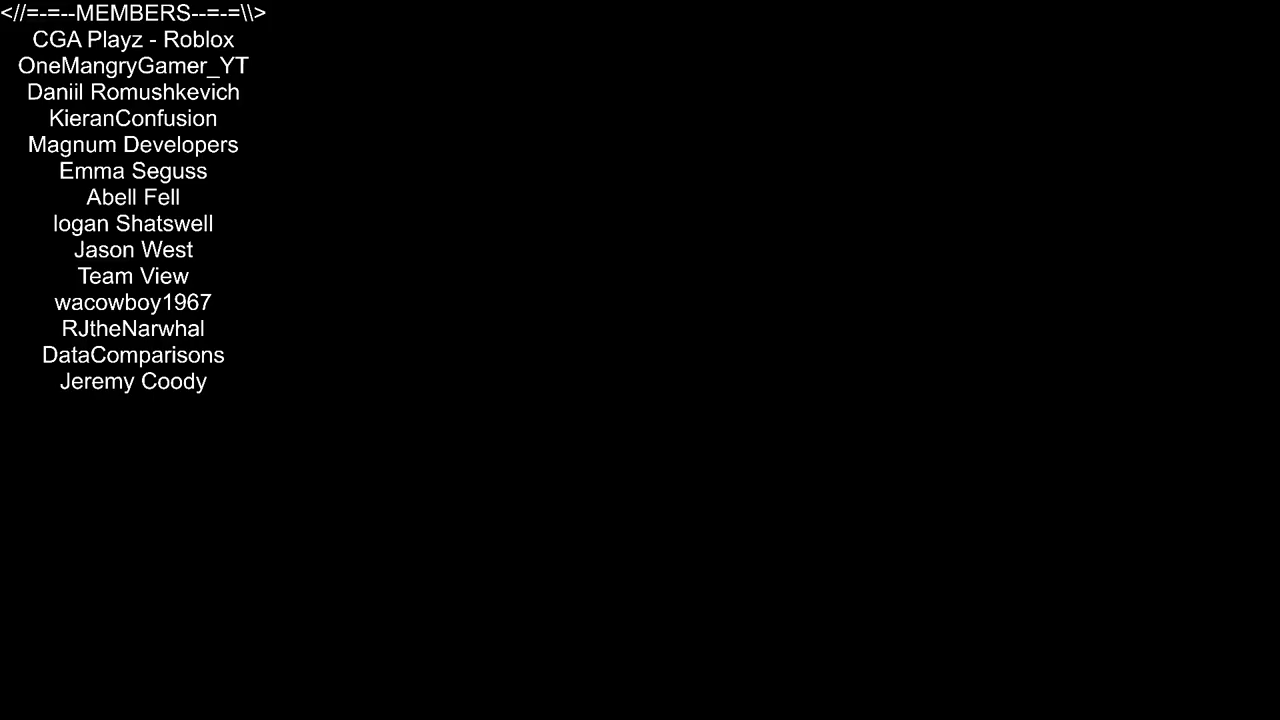 <//=-=--MEMBERS--=-=\\>
CGA Playz - Roblox
OneMangryGamer_YT
Daniil Romushkevich
KieranConfusion
Magnum Developers
Emma Seguss
Abell Fell
logan Shatswell
Jason West
Team View
wacowboy1967
RJtheNarwhal
DataComparisons
Jeremy Coody